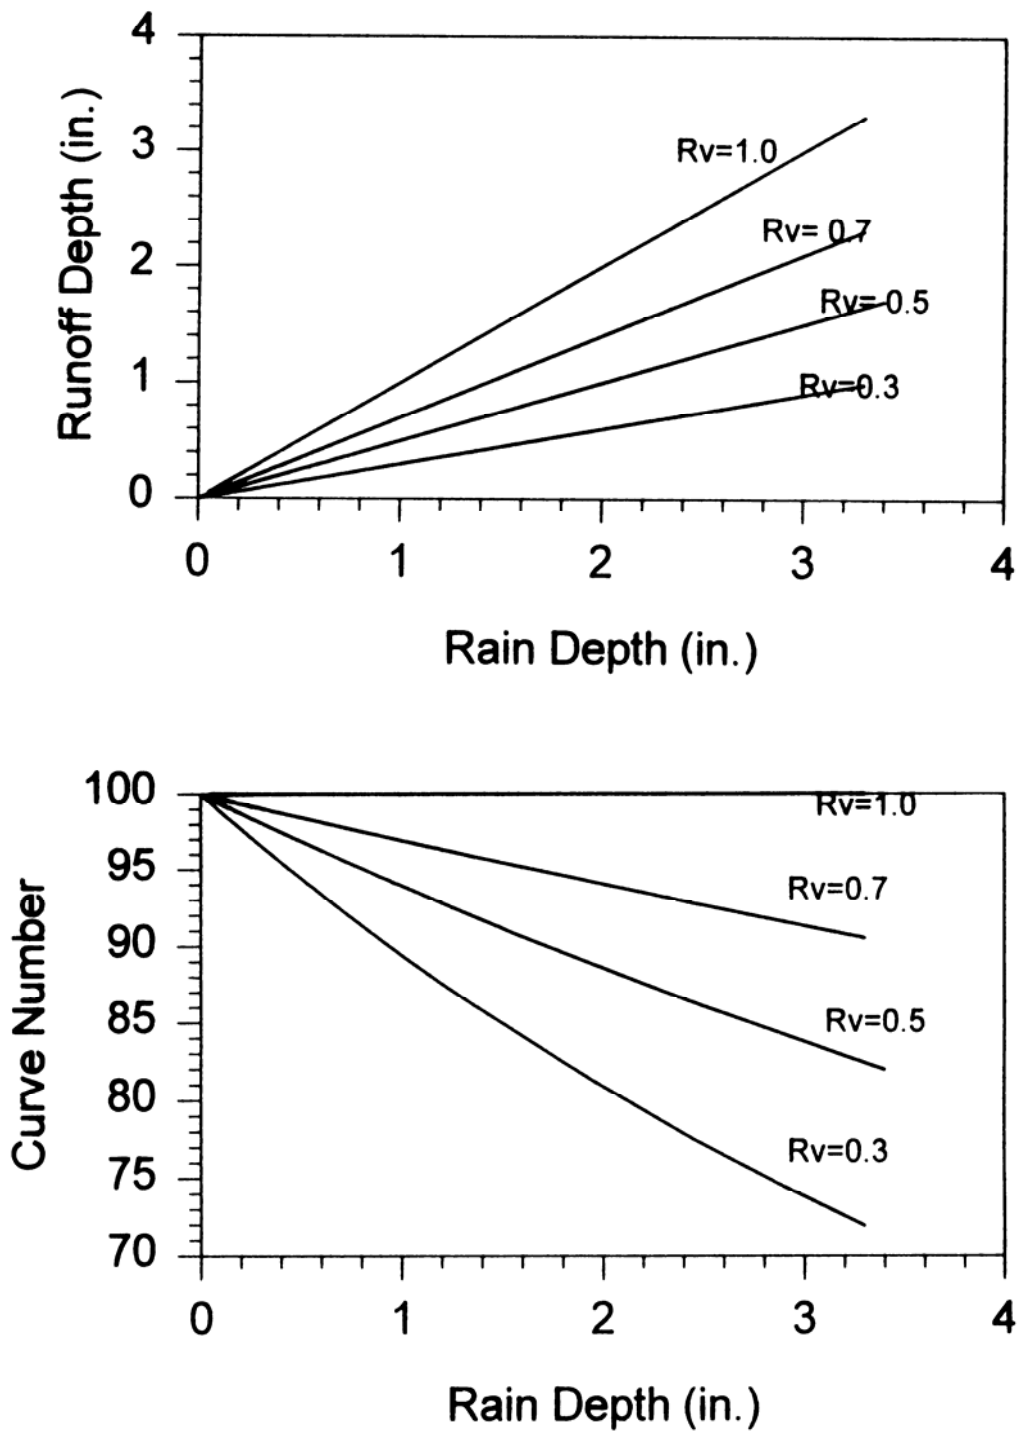 4
3
2
1
0
Runoff Depth (in.)
Rv=1.0
Rv= 0.7
Rv= 0.5
Rv=0.3
0 1 2 3 4
Rain Depth (in.)
100
95
90
85
80
75
70
Curve Number
Rv=1.0
Rv=0.7
Rv=0.5
Rv=0.3
0 1 2 3 4
Rain Depth (in.)